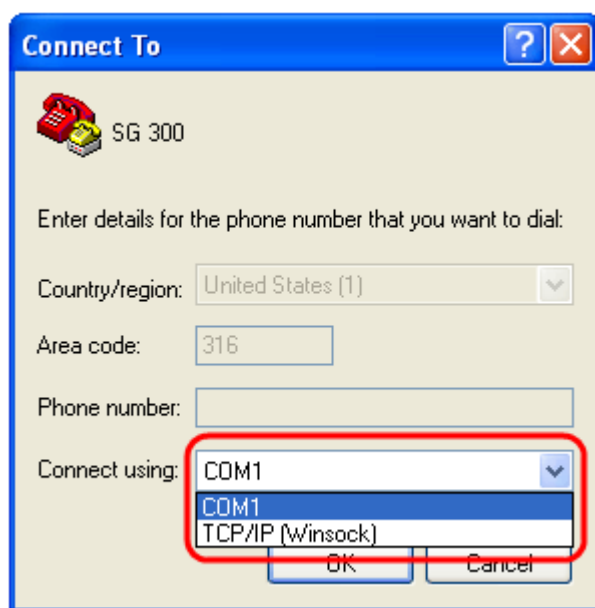 Connect To
SG 300
Enter details for the phone number that you want to dial:
Country/region: United States (1)
Area code: 316
Phone number:
Connect using: COM1
COM1
TCP/IP (Winsock)
OK Cancel